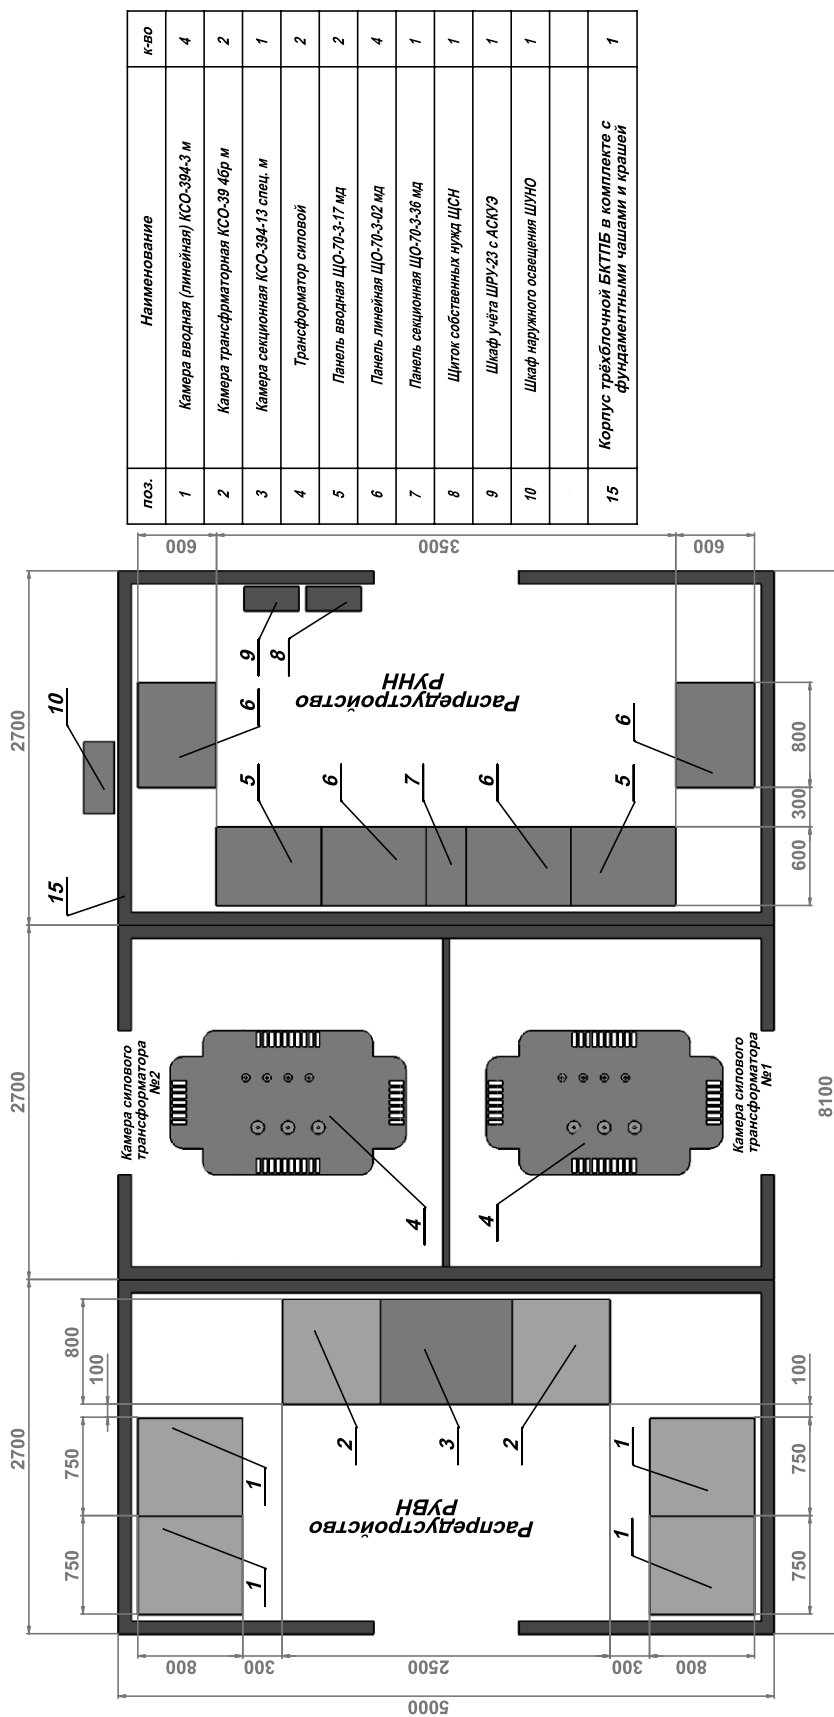 поз.
Наименование
к-во
1
Камера вводная (линейная) КСО-394-3 м
4
2
Камера трансфрматорная КСО-39 4бр м
2
3
Камера секционная КСО-394-13 спец. м
1
4
Трансформатор силовой
2
5
Панель вводная ЩО-70-3-17 мд
2
6
Панель линейная ЩО-70-3-02 мд
4
7
Панель секционная ЩО-70-3-36 мд
1
8
Щиток собственных нужд ЩСН
1
9
Шкаф учёта ШРУ-23 с АСКУЭ
1
10
Шкаф наружного освещения ШУНО
1
15
Корпус трёхблочной БКТПБ в комплекте с
фундаментными чашами и крашей
1
2700
2700
2700
750
750
100
800
15
10
5000
800
300
2500
300
800
1
1
2
3
2
1
1
Распредустройство
РУВН
Камера силового
трансформатора
№2
4
4
Камера силового
трансформатора
№1
5
6
7
6
5
6
9
8
6
Распредустройство
РУНН
600
3500
600
750
750
100
600
300
800
8100